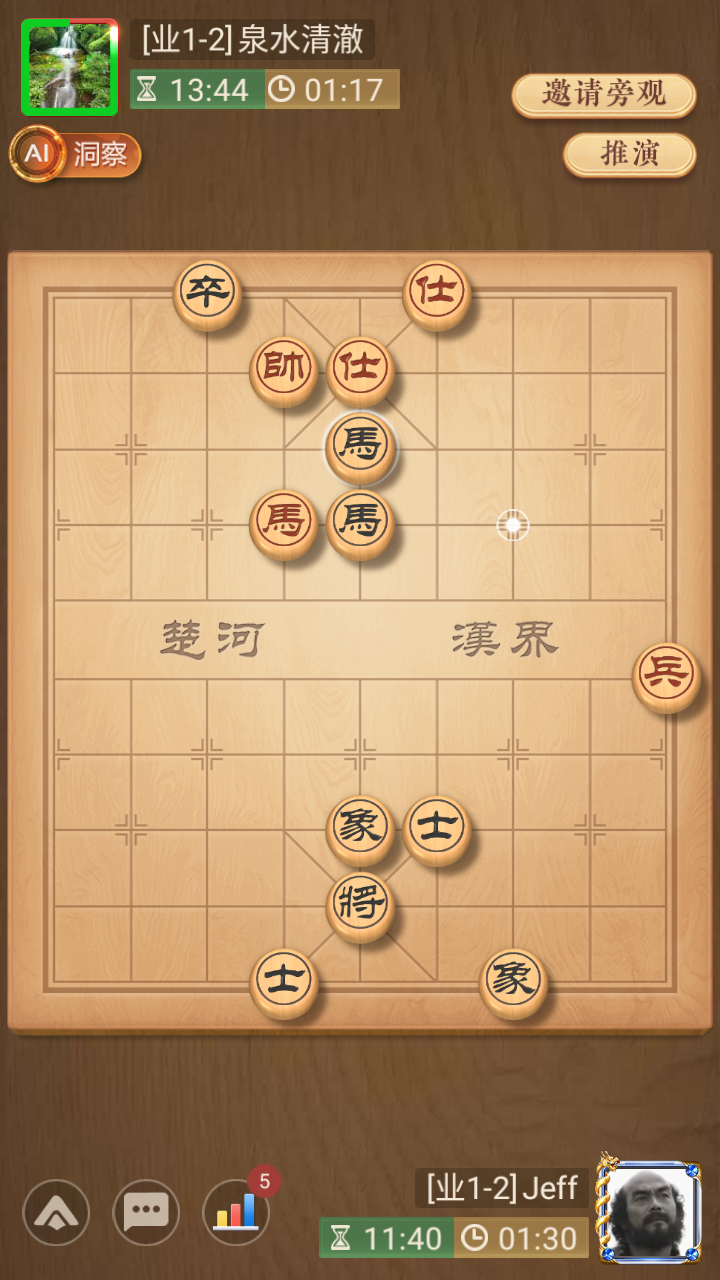 [业1-2]泉水清澈
13:44 01:17
邀请旁观
AI 洞察
推演
卒 仕
帥 仕
馬
馬 馬
楚河 漢界
兵
象 士
將
士 象
5
[业1-2]Jeff
11:40 01:30